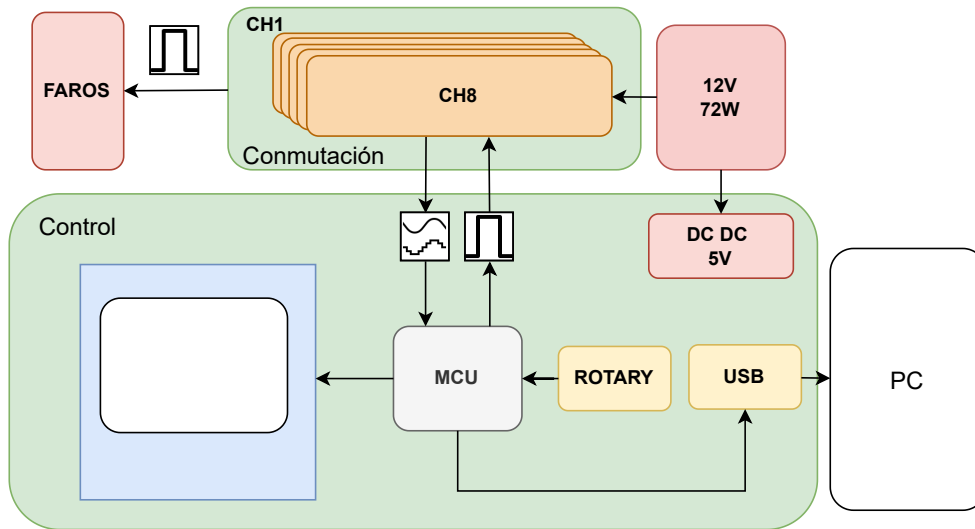 CH1
FAROS
CH8
12V
72W
Conmutación
Control
DC DC
5V
MCU
ROTARY
USB
PC